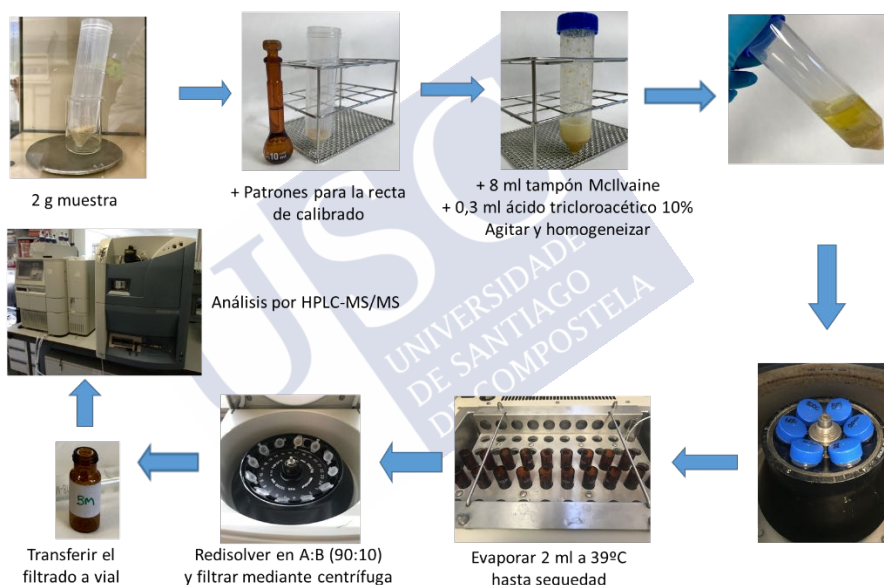 2 g muestra
+ Patrones para la recta
de calibrado
+ 8 ml tampón McIlvaine
+ 0,3 ml ácido tricloroacético 10%
Agitar y homogeneizar
Evaporar 2 ml a 39ºC
hasta sequedad
Redisolver en A:B (90:10)
y filtrar mediante centrífuga
Transferir el
filtrado a vial
Análisis por HPLC-MS/MS
BM
10
USC
UNIVERSIDADE
DE SANTIAGO
DE COMPOSTELA